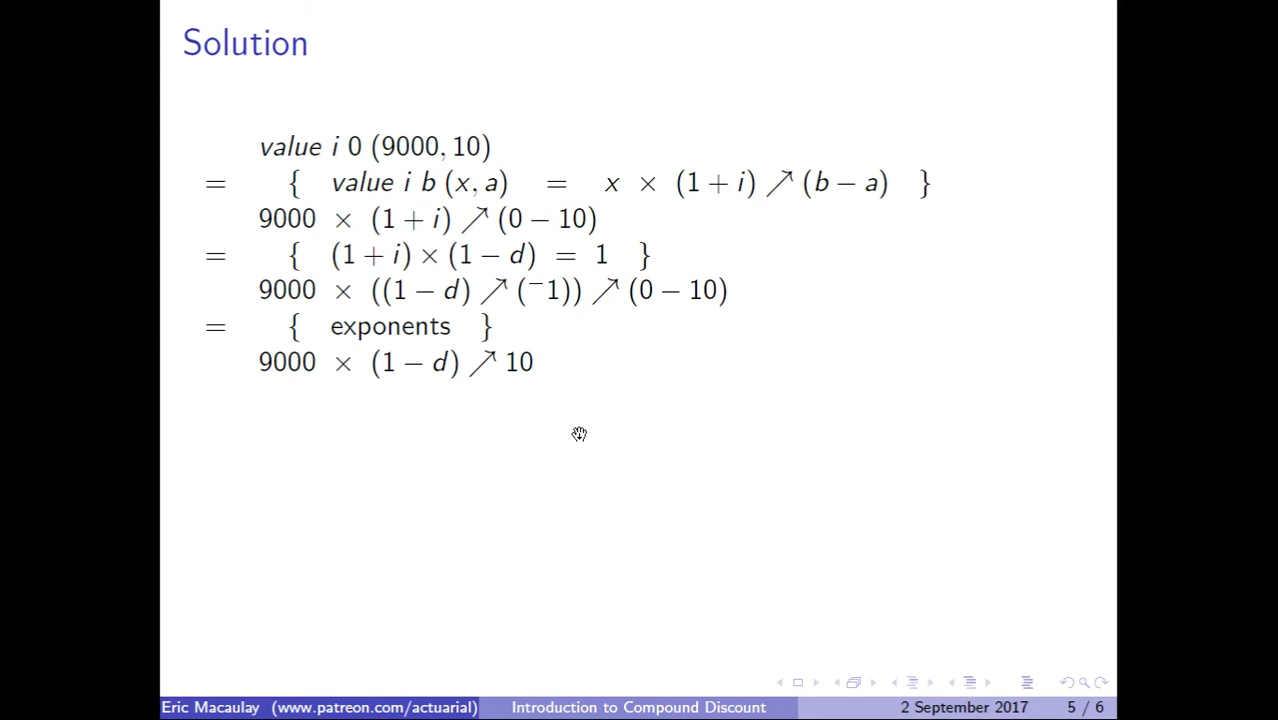 Solution
value i 0 (9000, 10)
= { value i b (x, a) = x × (1 + i) ↗ (b − a) }
9000 × (1 + i) ↗ (0 − 10)
= { (1 + i) × (1 − d) = 1 }
9000 × ((1 − d) ↗ (⁻1)) ↗ (0 − 10)
= { exponents }
9000 × (1 − d) ↗ 10
Eric Macaulay (www.patreon.com/actuarial) Introduction to Compound Discount 2 September 2017 5 / 6